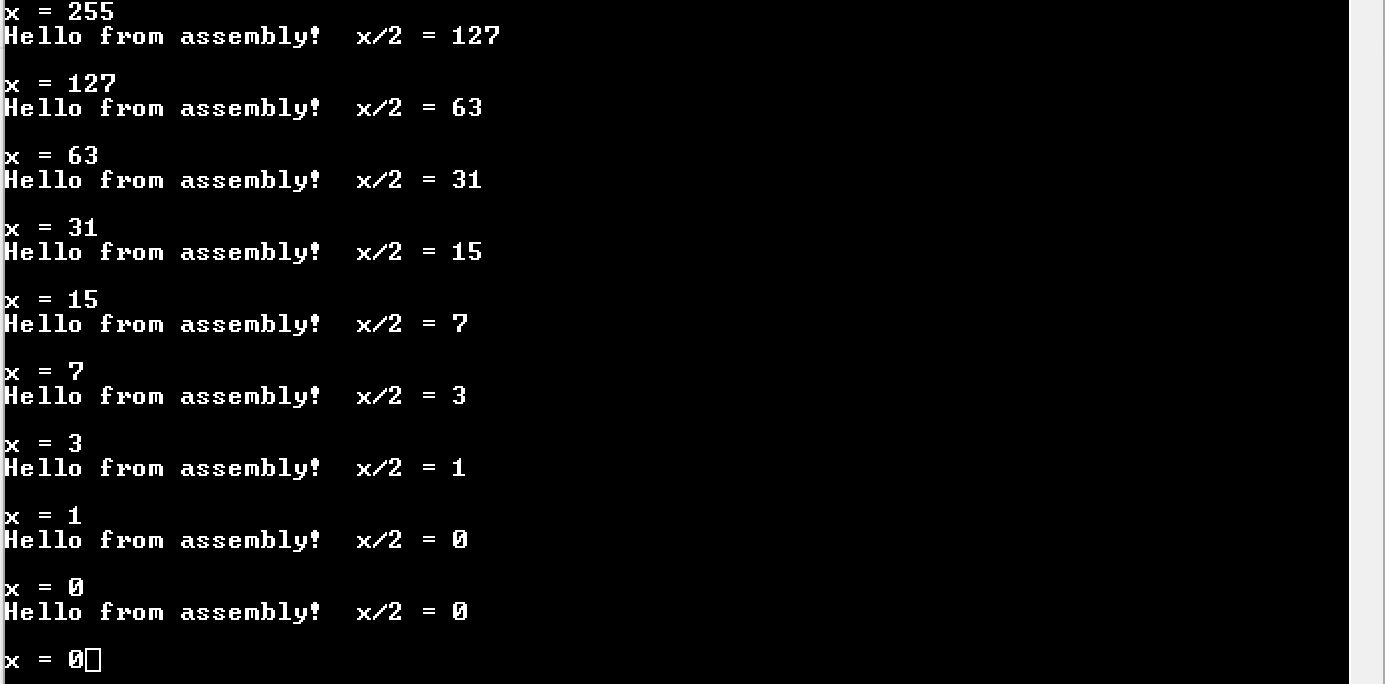 x = 255
Hello from assembly!  x/2 = 127
x = 127
Hello from assembly!  x/2 = 63
x = 63
Hello from assembly!  x/2 = 31
x = 31
Hello from assembly!  x/2 = 15
x = 15
Hello from assembly!  x/2 = 7
x = 7
Hello from assembly!  x/2 = 3
x = 3
Hello from assembly!  x/2 = 1
x = 1
Hello from assembly!  x/2 = 0
x = 0
Hello from assembly!  x/2 = 0
x = 0